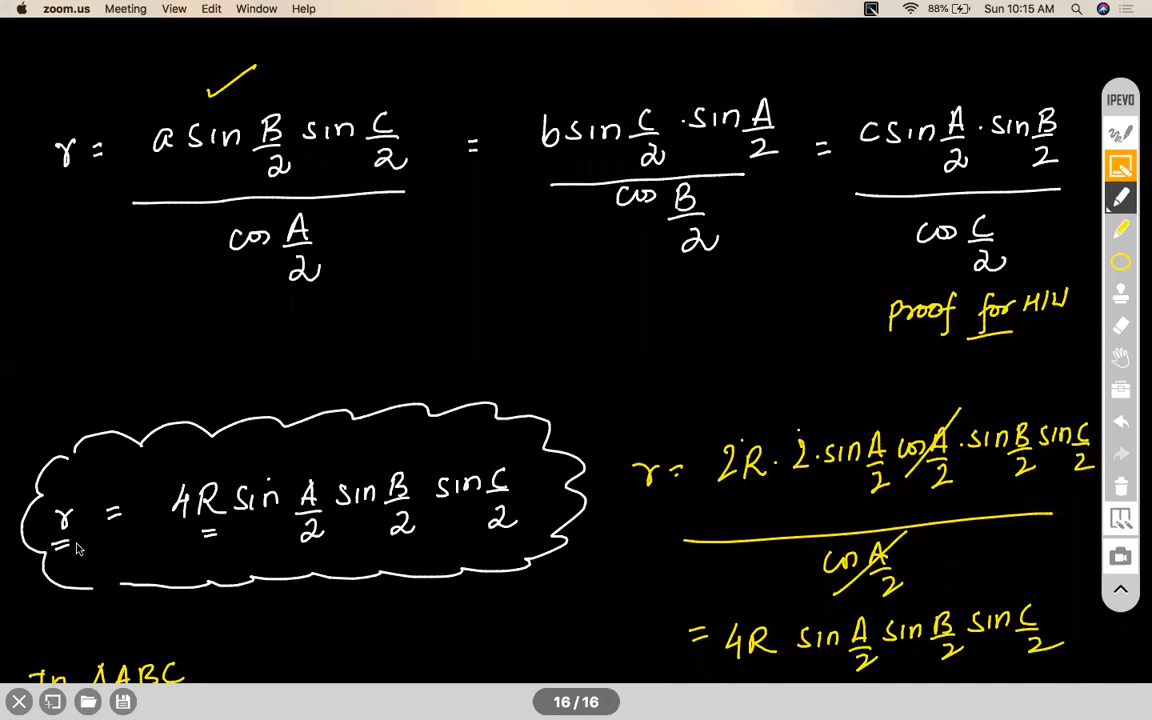 zoom.us Meeting View Edit Window Help 88% Sun 10:15 AM
IPEVO
r = a sin B/2 sin C/2 / cos A/2 = b sin C/2 · sin A/2 / cos B/2 = c sin A/2 · sin B/2 / cos C/2
proof for H/W
r = 4R sin A/2 sin B/2 sin C/2
r = 2R · 2 · sin A/2 cos A/2 · sin B/2 sin C/2 / cos A/2
= 4R sin A/2 sin B/2 sin C/2
In ΔABC
16 / 16